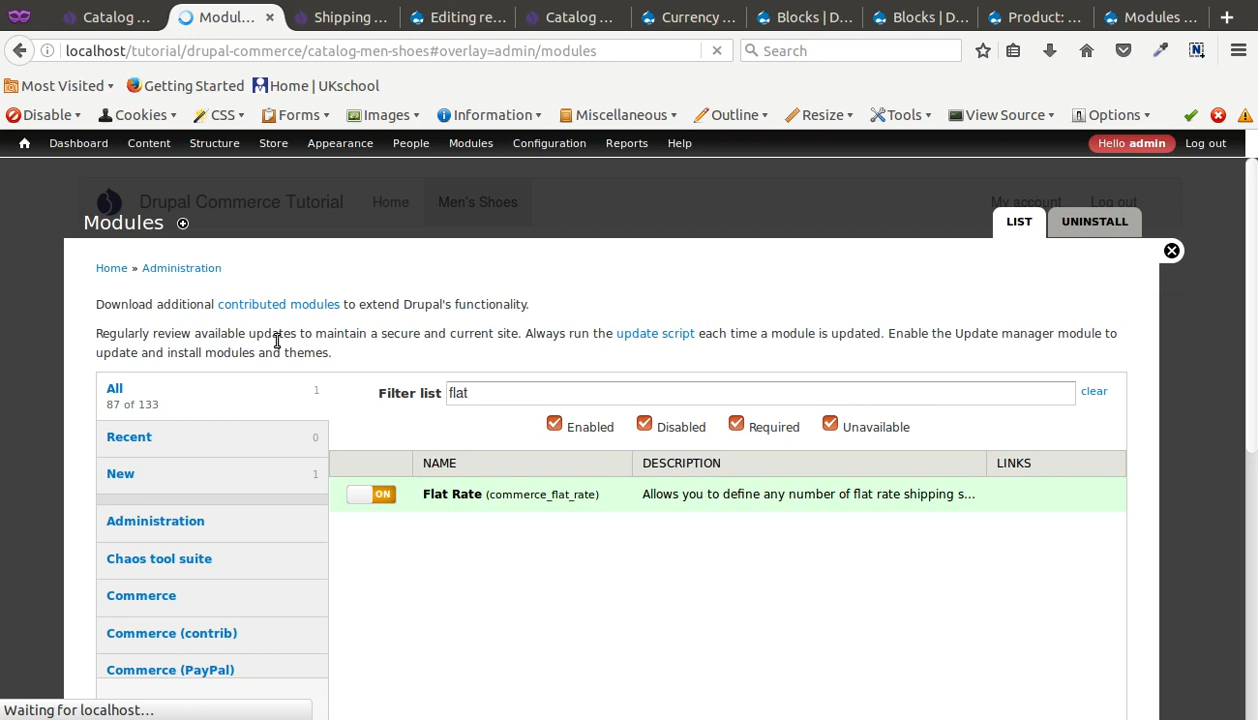 Catalog ... Modul... Shipping ... Editing re... Catalog ... Currency ... Blocks | D... Blocks | D... Product: ... Modules ...
localhost/tutorial/drupal-commerce/catalog-men-shoes#overlay=admin/modules Search
Most Visited Getting Started Home | UKschool
Disable Cookies CSS Forms Images Information Miscellaneous Outline Resize Tools View Source Options
Dashboard Content Structure Store Appearance People Modules Configuration Reports Help Hello admin Log out
Drupal Commerce Tutorial Home Men's Shoes My account Log out
Modules LIST UNINSTALL
Home » Administration
Download additional contributed modules to extend Drupal's functionality.
Regularly review available updates to maintain a secure and current site. Always run the update script each time a module is updated. Enable the Update manager module to
update and install modules and themes.
All 1
87 of 133
Filter list flat clear
Enabled Disabled Required Unavailable
Recent 0
NAME DESCRIPTION LINKS
New 1
ON Flat Rate (commerce_flat_rate) Allows you to define any number of flat rate shipping s...
Administration
Chaos tool suite
Commerce
Commerce (contrib)
Commerce (PayPal)
Waiting for localhost...